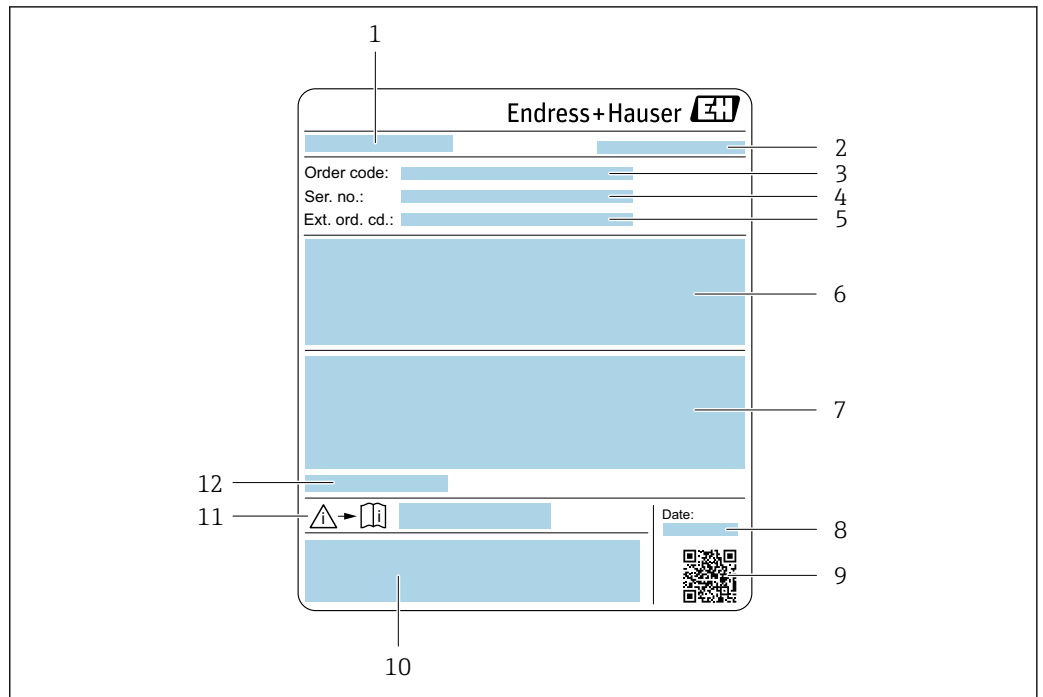 1
Endress+Hauser EH
2
Order code:
3
Ser. no.:
4
Ext. ord. cd.:
5
6
7
12
11
i
i
Date:
8
9
10